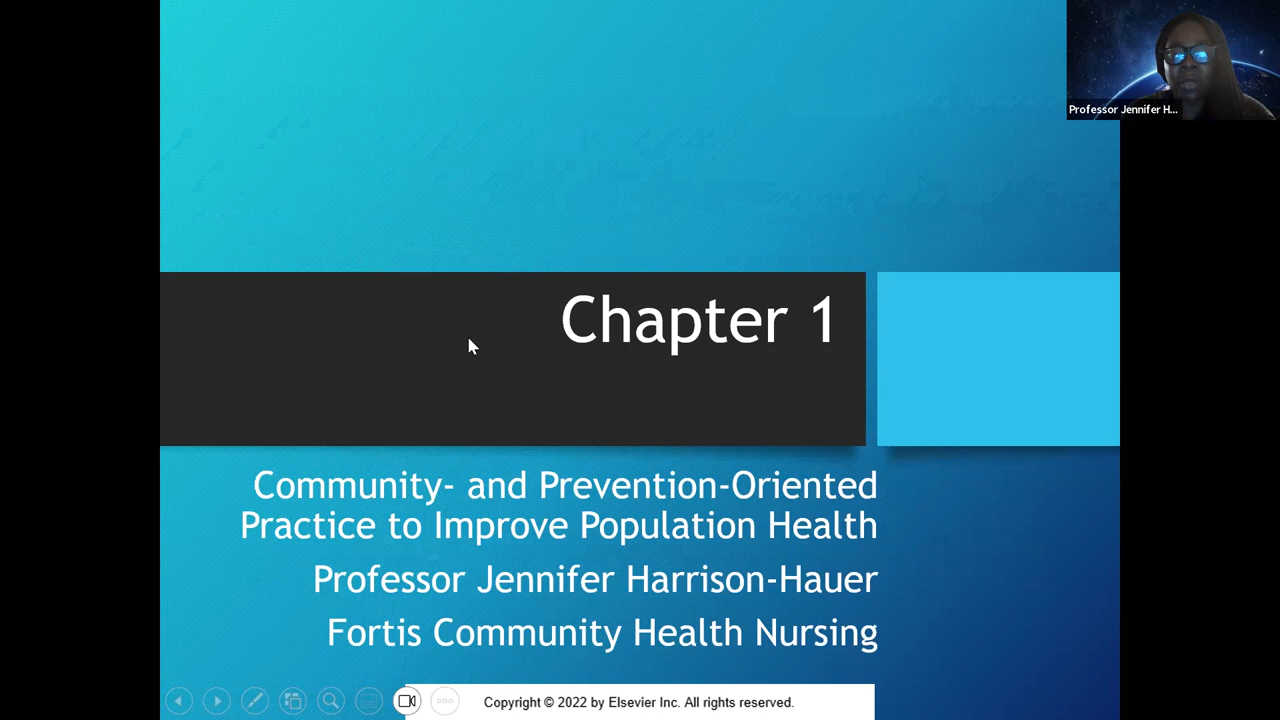 Professor Jennifer H...
Chapter 1
Community- and Prevention-Oriented
Practice to Improve Population Health
Professor Jennifer Harrison-Hauer
Fortis Community Health Nursing
Copyright © 2022 by Elsevier Inc. All rights reserved.